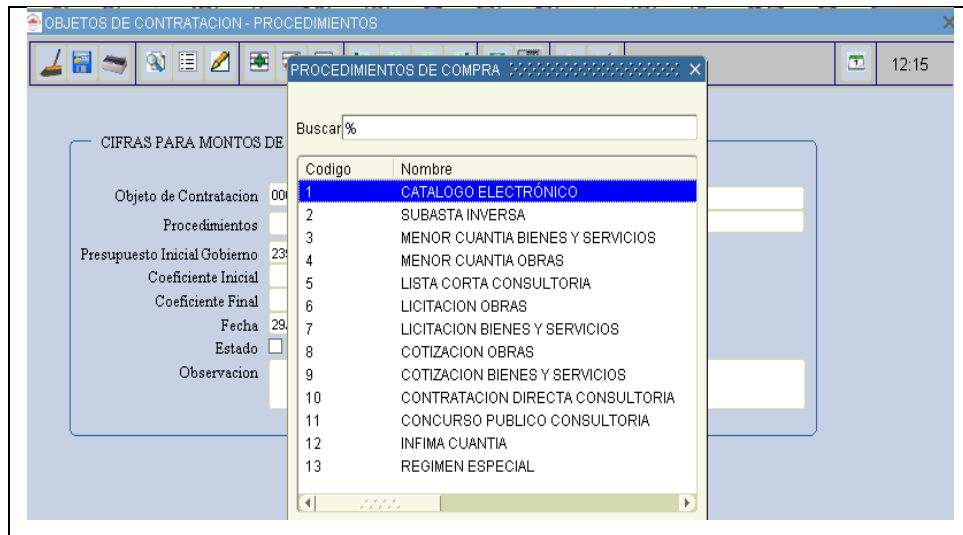 OBJETOS DE CONTRATACION - PROCEDIMIENTOS
12:15
PROCEDIMIENTOS DE COMPRA
Buscar %
CIFRAS PARA MONTOS DE
Objeto de Contratacion
Procedimientos
Presupuesto Inicial Gobierno
Coeficiente Inicial
Coeficiente Final
Fecha 29
Estado
Observacion
Codigo Nombre
1 CATALOGO ELECTRÓNICO
2 SUBASTA INVERSA
3 MENOR CUANTIA BIENES Y SERVICIOS
4 MENOR CUANTIA OBRAS
5 LISTA CORTA CONSULTORIA
6 LICITACION OBRAS
7 LICITACION BIENES Y SERVICIOS
8 COTIZACION OBRAS
9 COTIZACION BIENES Y SERVICIOS
10 CONTRATACION DIRECTA CONSULTORIA
11 CONCURSO PUBLICO CONSULTORIA
12 INFIMA CUANTIA
13 REGIMEN ESPECIAL